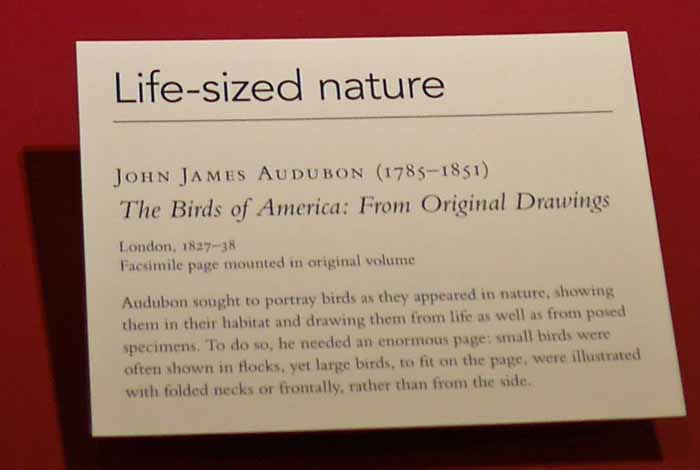 Life-sized nature
JOHN JAMES AUDUBON (1785–1851)
The Birds of America: From Original Drawings
London, 1827–38
Facsimile page mounted in original volume
Audubon sought to portray birds as they appeared in nature, showing
them in their habitat and drawing them from life as well as from posed
specimens. To do so, he needed an enormous page: small birds were
often shown in flocks, yet large birds, to fit on the page, were illustrated
with folded necks or frontally, rather than from the side.